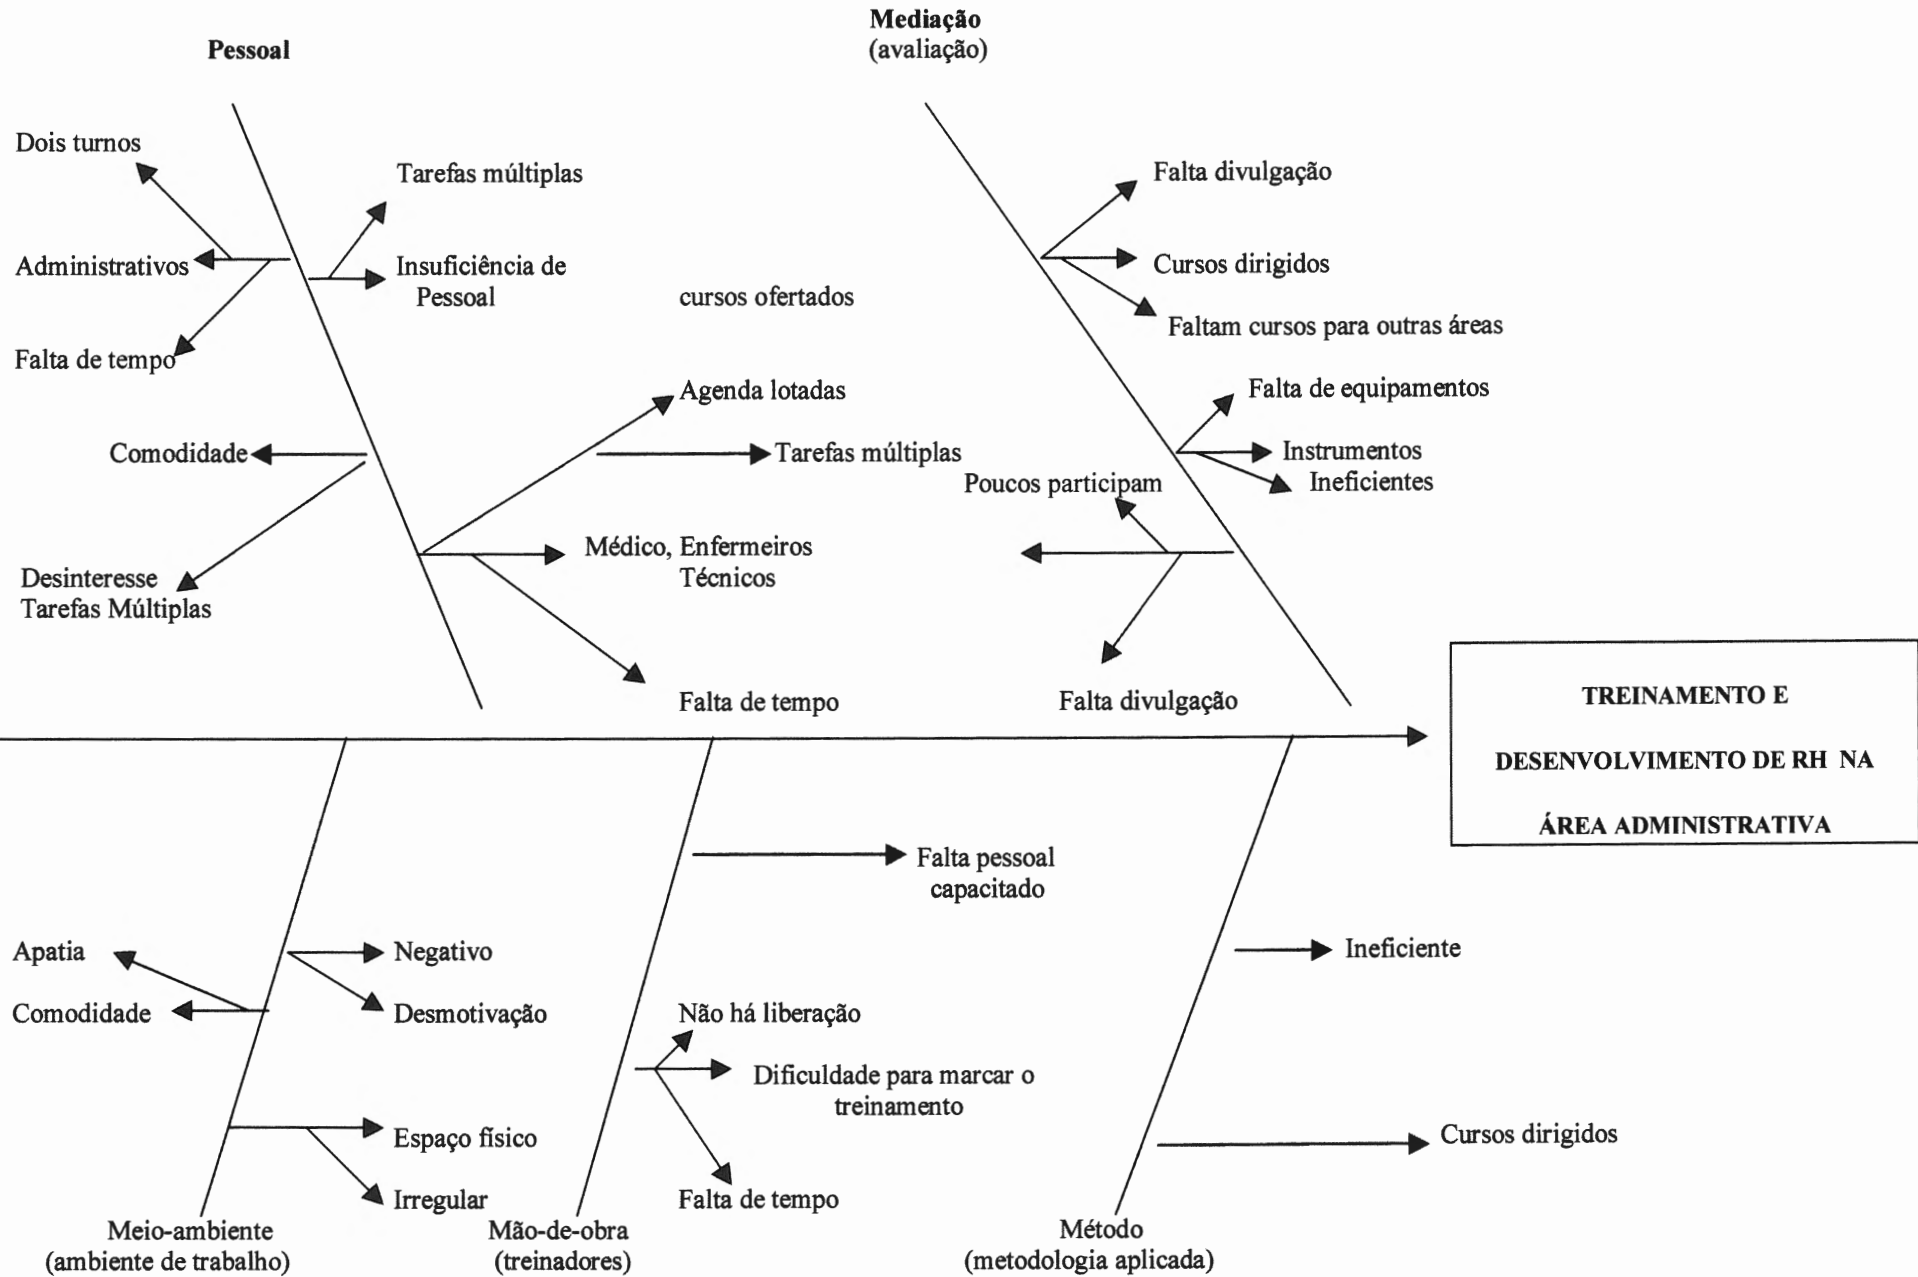 Mediação
(avaliação)
Pessoal
Dois turnos
Tarefas múltiplas
Falta divulgação
Administrativos
Insuficiência de
Pessoal
cursos ofertados
Cursos dirigidos
Faltam cursos para outras áreas
Falta de tempo
Agenda lotadas
Falta de equipamentos
Comodidade
Tarefas múltiplas
Instrumentos
Ineficientes
Poucos participam
Médico, Enfermeiros
Técnicos
Desinteresse
Tarefas Múltiplas
Falta de tempo
Falta divulgação
TREINAMENTO E
DESENVOLVIMENTO DE RH NA
ÁREA ADMINISTRATIVA
Falta pessoal
capacitado
Apatia
Negativo
Ineficiente
Comodidade
Desmotivação
Não há liberação
Dificuldade para marcar o
treinamento
Espaço físico
Cursos dirigidos
Irregular
Falta de tempo
Meio-ambiente
(ambiente de trabalho)
Mão-de-obra
(treinadores)
Método
(metodologia aplicada)